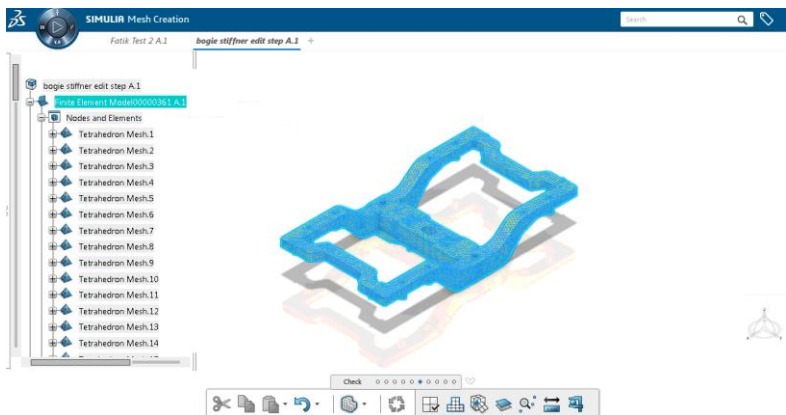 SIMULIA Mesh Creation
Search
Fatik Test 2 A.1
bogie stiffner edit step A.1
bogie stiffner edit step A.1
Finite Element Model00000361 A.1
Nodes and Elements
Tetrahedron Mesh.1
Tetrahedron Mesh.2
Tetrahedron Mesh.3
Tetrahedron Mesh.4
Tetrahedron Mesh.5
Tetrahedron Mesh.6
Tetrahedron Mesh.7
Tetrahedron Mesh.8
Tetrahedron Mesh.9
Tetrahedron Mesh.10
Tetrahedron Mesh.11
Tetrahedron Mesh.12
Tetrahedron Mesh.13
Tetrahedron Mesh.14
Check